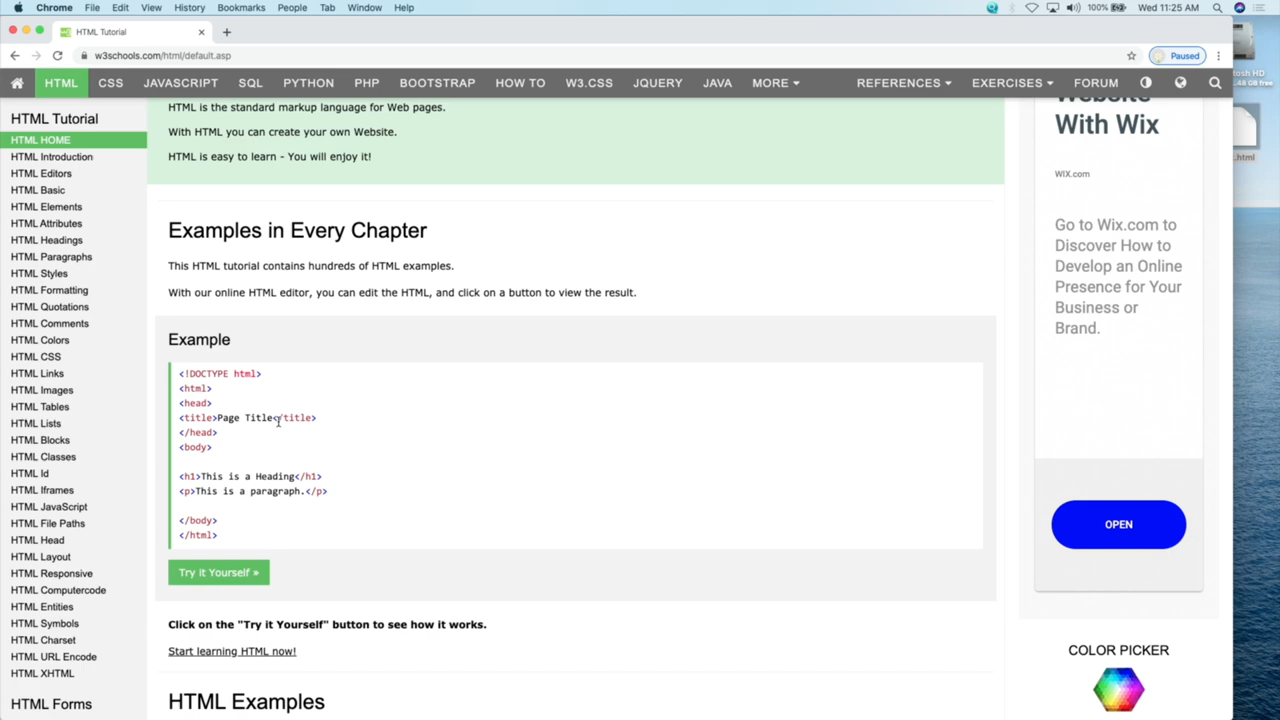 Chrome File Edit View History Bookmarks People Tab Window Help 100% Wed 11:25 AM
HTML Tutorial
w3schools.com/html/default.asp Paused
HTML CSS JAVASCRIPT SQL PYTHON PHP BOOTSTRAP HOW TO W3.CSS JQUERY JAVA MORE REFERENCES ERCISES FORUM
HTML Tutorial
HTML HOME
HTML Introduction
HTML Editors
HTML Basic
HTML Elements
HTML Attributes
HTML Headings
HTML Paragraphs
HTML Styles
HTML Formatting
HTML Quotations
HTML Comments
HTML Colors
HTML CSS
HTML Links
HTML Images
HTML Tables
HTML Lists
HTML Blocks
HTML Classes
HTML Id
HTML Iframes
HTML JavaScript
HTML File Paths
HTML Head
HTML Layout
HTML Responsive
HTML Computercode
HTML Entities
HTML Symbols
HTML Charset
HTML URL Encode
HTML XHTML
HTML Forms
HTML is the standard markup language for Web pages.
With HTML you can create your own Website.
HTML is easy to learn - You will enjoy it!
Examples in Every Chapter
This HTML tutorial contains hundreds of HTML examples.
With our online HTML editor, you can edit the HTML, and click on a button to view the result.
Example
<!DOCTYPE html>
<html>
<head>
<title>Page Title</title>
</head>
<body>
<h1>This is a Heading</h1>
<p>This is a paragraph.</p>
</body>
</html>
Try it Yourself »
Click on the "Try it Yourself" button to see how it works.
Start learning HTML now!
HTML Examples
Website
With Wix
WIX.com
Go to Wix.com to
Discover How to
Develop an Online
Presence for Your
Business or
Brand.
OPEN
COLOR PICKER
tosh HD
.48 GB free
.html